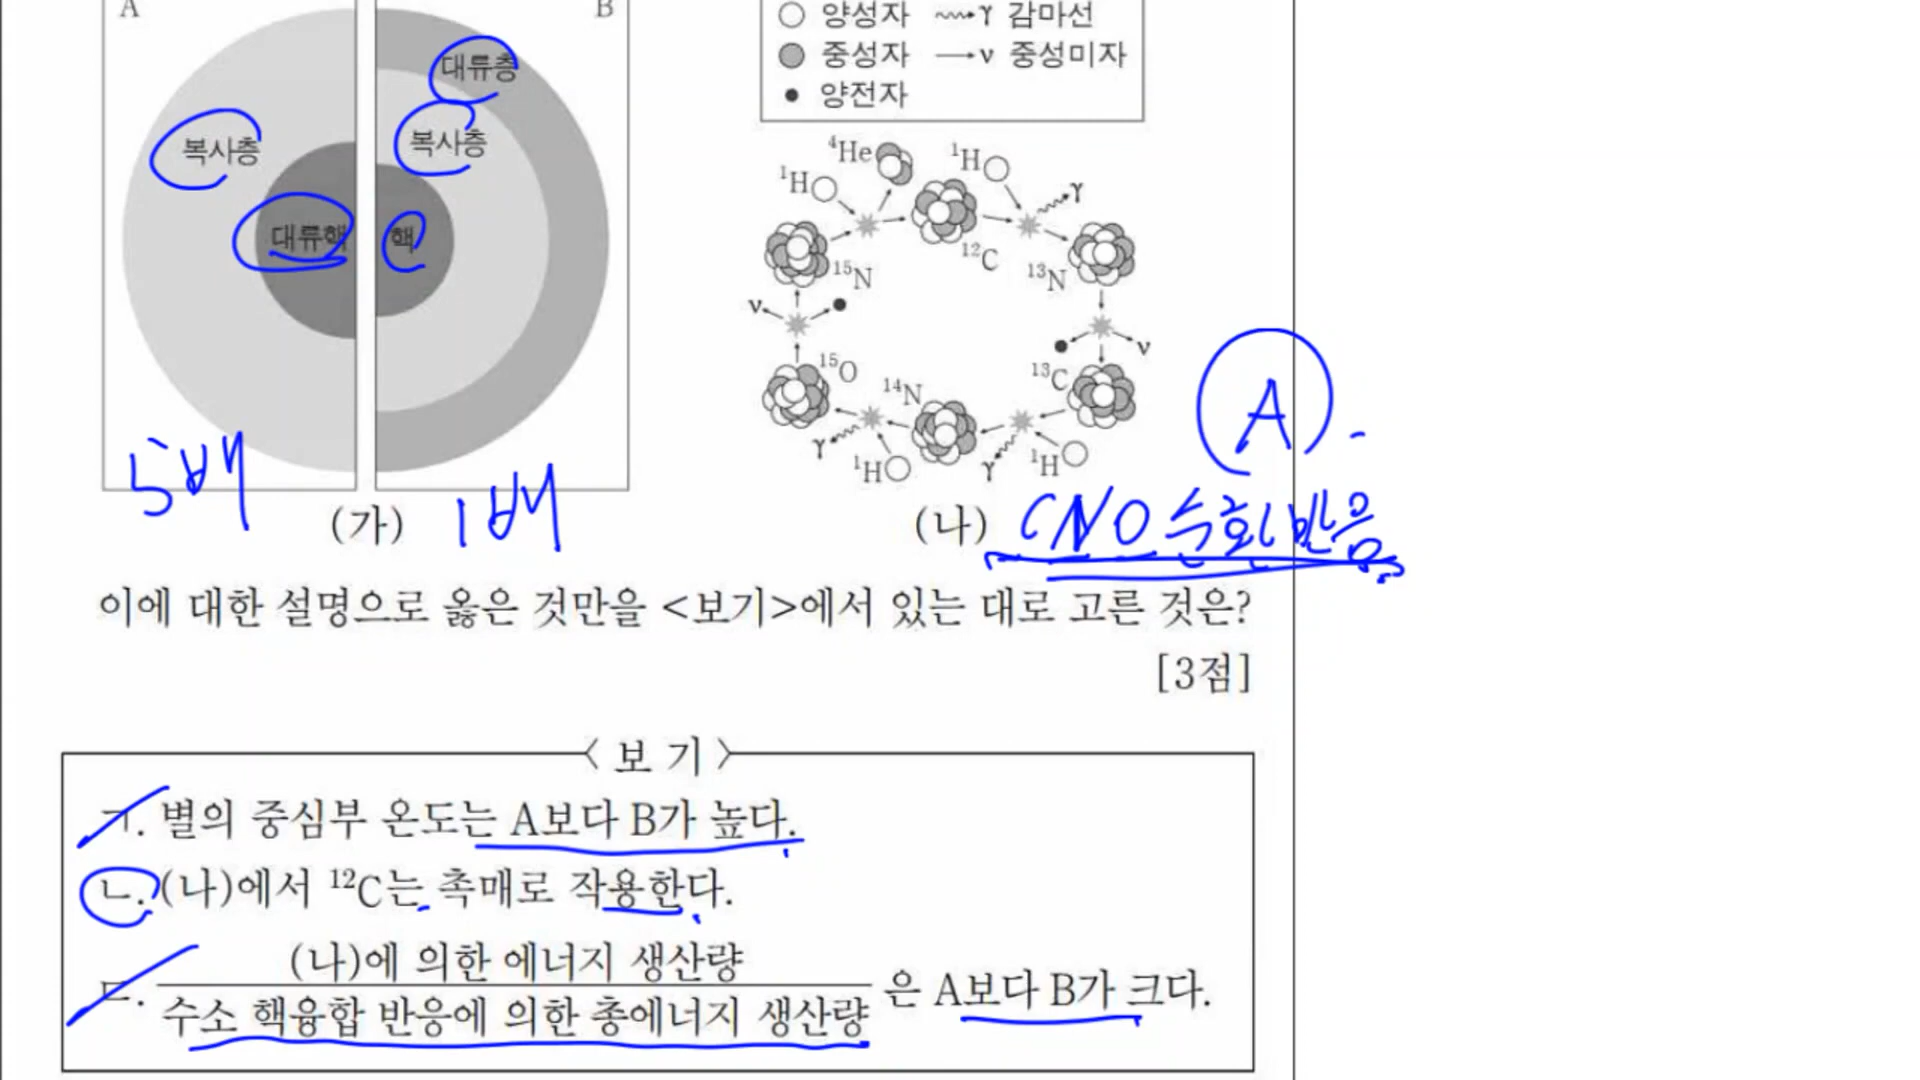 A
B
양성자 γ 감마선
중성자 ν 중성미자
양전자
대류층
복사층
복사층
대류핵
핵
⁴He
¹H
¹H
γ
¹²C
¹³N
¹⁵N
ν
ν
¹⁵O
¹⁴N
¹³C
γ
¹H
γ
¹H
A
5배
1배
(가)
(나)
CNO 순환 반응
이에 대한 설명으로 옳은 것만을 <보기>에서 있는 대로 고른 것은?
[3점]
<보 기>
ㄱ. 별의 중심부 온도는 A보다 B가 높다.
ㄴ. (나)에서 ¹²C는 촉매로 작용한다.
(나)에 의한 에너지 생산량
ㄷ. 은 A보다 B가 크다.
수소 핵융합 반응에 의한 총에너지 생산량